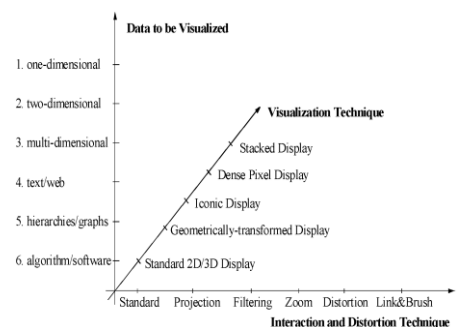 Data to be Visualized
1. one-dimensional
2. two-dimensional
Visualization Technique
3. multi-dimensional
Stacked Display
Dense Pixel Display
4. text/web
Iconic Display
5. hierarchies/graphs
Geometrically-transformed Display
6. algorithm/software
Standard 2D/3D Display
Standard Projection Filtering Zoom Distortion Link&Brush
Interaction and Distortion Technique